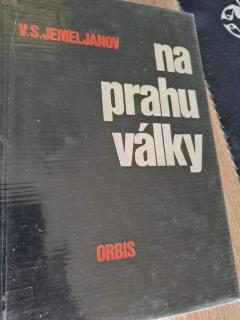 V.S.JEMELJANOV
na
prahu
války
ORBIS